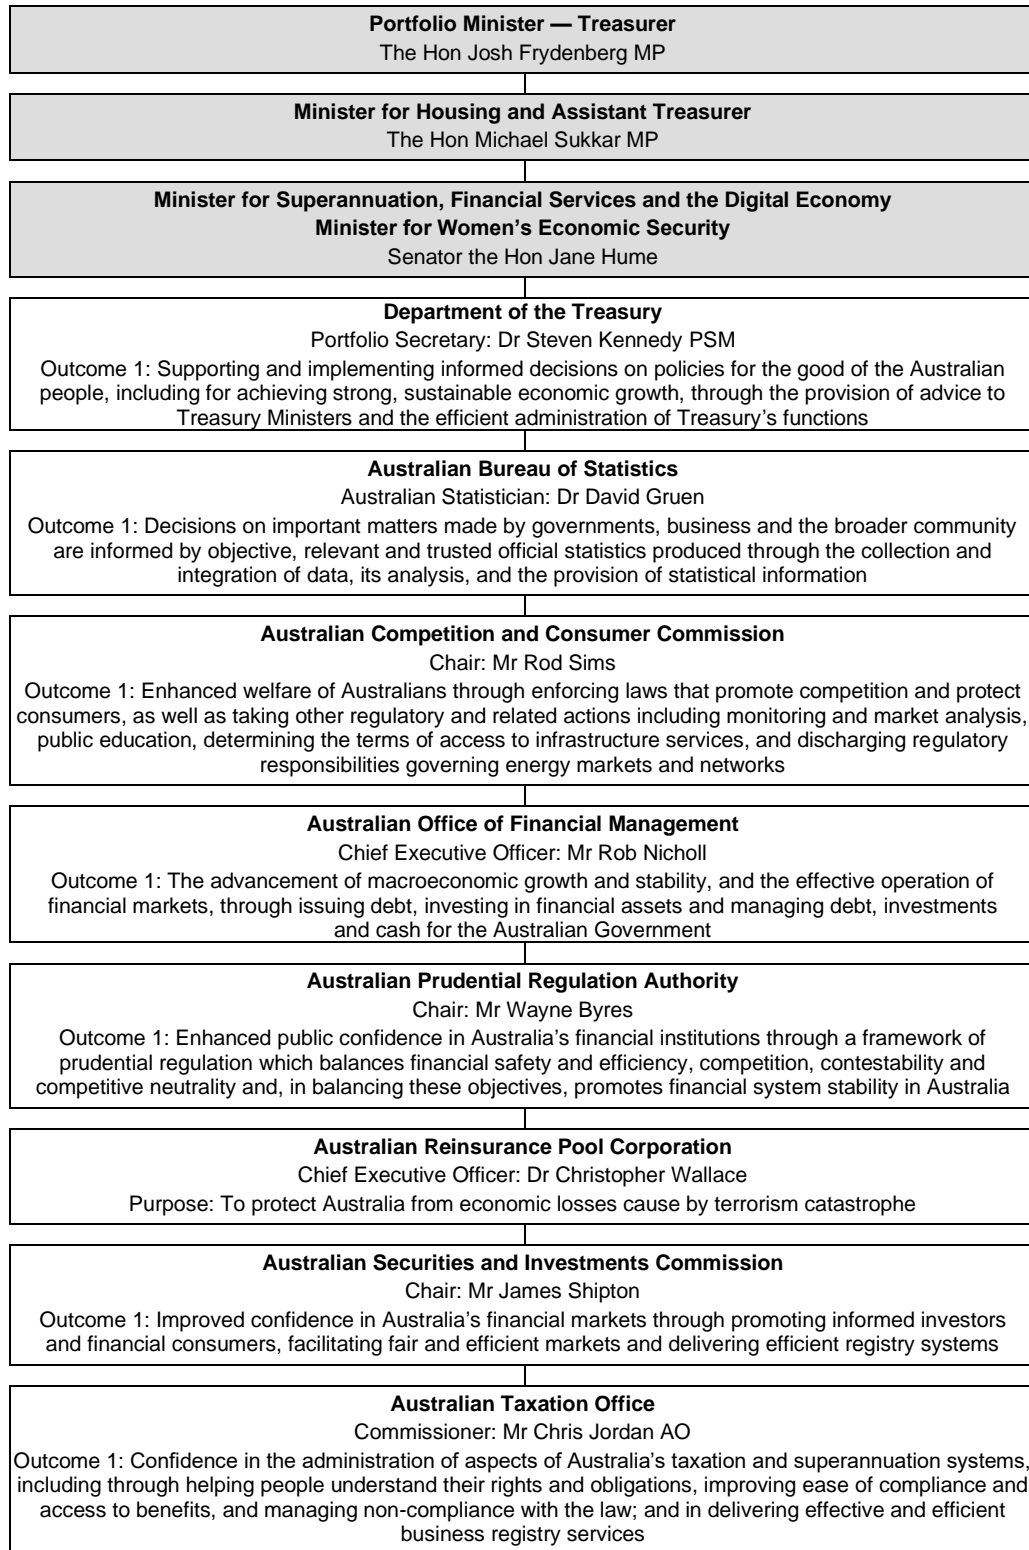 Portfolio Minister — Treasurer
The Hon Josh Frydenberg MP
Minister for Housing and Assistant Treasurer
The Hon Michael Sukkar MP
Minister for Superannuation, Financial Services and the Digital Economy
Minister for Women’s Economic Security
Senator the Hon Jane Hume
Department of the Treasury
Portfolio Secretary: Dr Steven Kennedy PSM
Outcome 1: Supporting and implementing informed decisions on policies for the good of the Australian
people, including for achieving strong, sustainable economic growth, through the provision of advice to
Treasury Ministers and the efficient administration of Treasury’s functions
Australian Bureau of Statistics
Australian Statistician: Dr David Gruen
Outcome 1: Decisions on important matters made by governments, business and the broader community
are informed by objective, relevant and trusted official statistics produced through the collection and
integration of data, its analysis, and the provision of statistical information
Australian Competition and Consumer Commission
Chair: Mr Rod Sims
Outcome 1: Enhanced welfare of Australians through enforcing laws that promote competition and protect
consumers, as well as taking other regulatory and related actions including monitoring and market analysis,
public education, determining the terms of access to infrastructure services, and discharging regulatory
responsibilities governing energy markets and networks
Australian Office of Financial Management
Chief Executive Officer: Mr Rob Nicholl
Outcome 1: The advancement of macroeconomic growth and stability, and the effective operation of
financial markets, through issuing debt, investing in financial assets and managing debt, investments
and cash for the Australian Government
Australian Prudential Regulation Authority
Chair: Mr Wayne Byres
Outcome 1: Enhanced public confidence in Australia’s financial institutions through a framework of
prudential regulation which balances financial safety and efficiency, competition, contestability and
competitive neutrality and, in balancing these objectives, promotes financial system stability in Australia
Australian Reinsurance Pool Corporation
Chief Executive Officer: Dr Christopher Wallace
Purpose: To protect Australia from economic losses cause by terrorism catastrophe
Australian Securities and Investments Commission
Chair: Mr James Shipton
Outcome 1: Improved confidence in Australia’s financial markets through promoting informed investors
and financial consumers, facilitating fair and efficient markets and delivering efficient registry systems
Australian Taxation Office
Commissioner: Mr Chris Jordan AO
Outcome 1: Confidence in the administration of aspects of Australia’s taxation and superannuation systems,
including through helping people understand their rights and obligations, improving ease of compliance and
access to benefits, and managing non-compliance with the law; and in delivering effective and efficient
business registry services